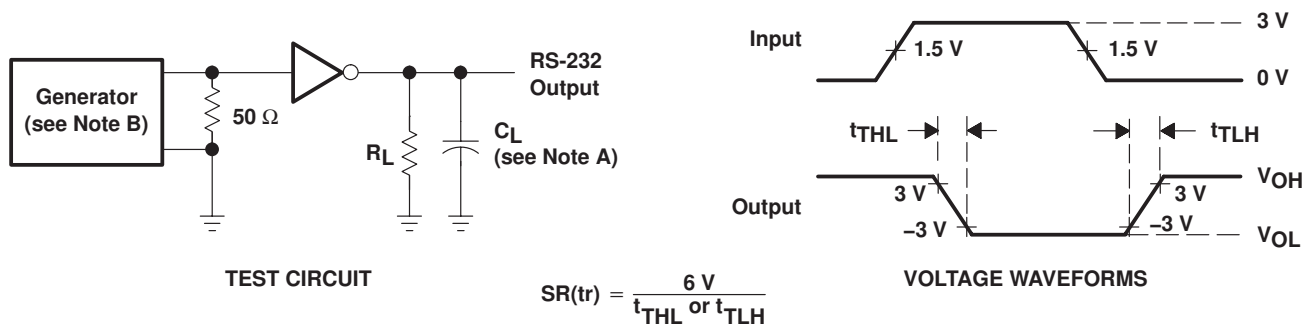 Generator
(see Note B)
50 Ω
RS-232
Output
RL
CL
(see Note A)
TEST CIRCUIT
Input
3 V
1.5 V
1.5 V
0 V
tTHL
tTLH
Output
3 V
–3 V
3 V
–3 V
VOH
VOL
VOLTAGE WAVEFORMS
SR(tr) = 6 V
tTHL or tTLH